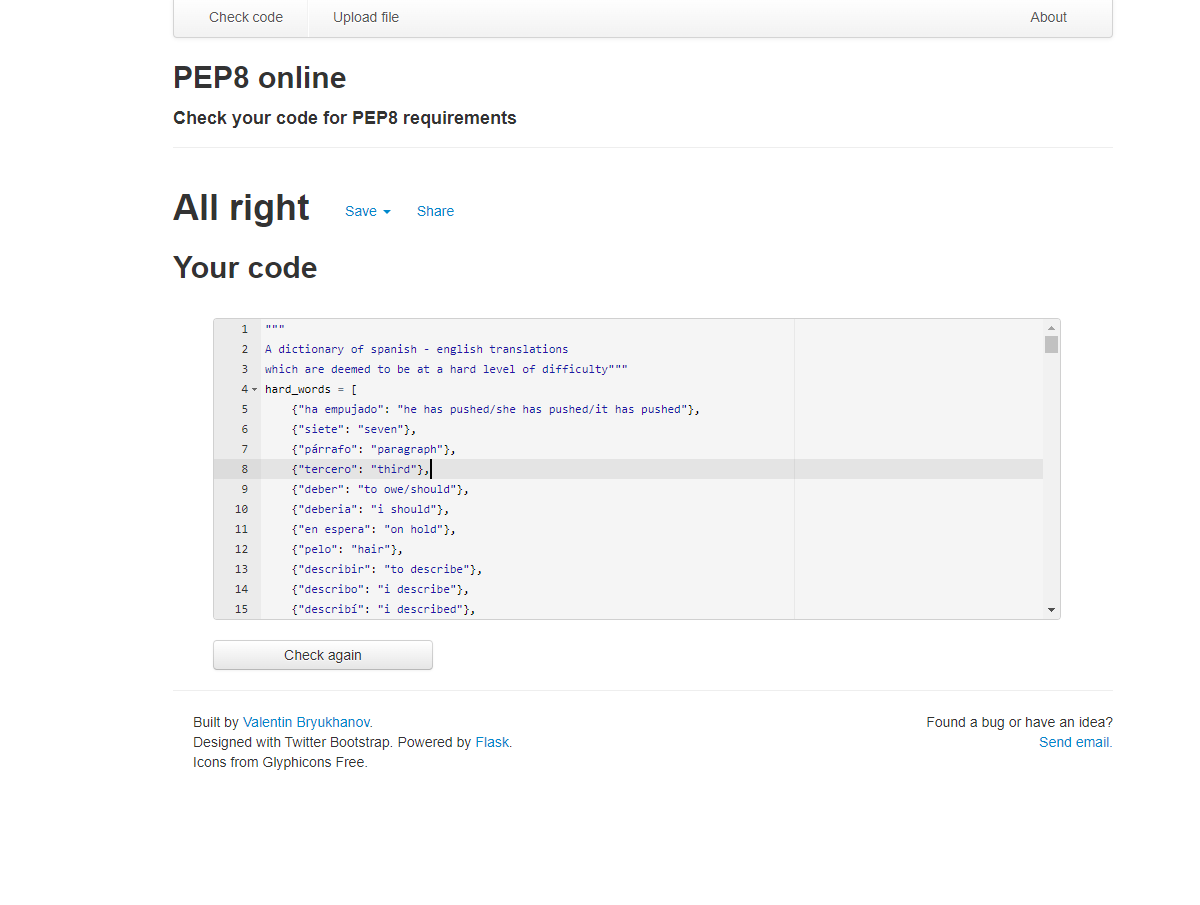 Check code Upload file About
PEP8 online
Check your code for PEP8 requirements
All right Save Share
Your code
1 """
2 A dictionary of spanish - english translations
3 which are deemed to be at a hard level of difficulty"""
4 hard_words = [
5 {"ha empujado": "he has pushed/she has pushed/it has pushed"},
6 {"siete": "seven"},
7 {"párrafo": "paragraph"},
8 {"tercero": "third"},
9 {"deber": "to owe/should"},
10 {"deberia": "i should"},
11 {"en espera": "on hold"},
12 {"pelo": "hair"},
13 {"describir": "to describe"},
14 {"describo": "i describe"},
15 {"describí": "i described"},
Check again
Built by Valentin Bryukhanov. Found a bug or have an idea?
Designed with Twitter Bootstrap. Powered by Flask. Send email.
Icons from Glyphicons Free.